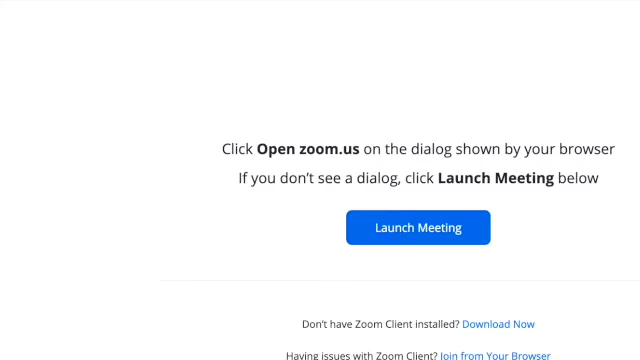 Click Open zoom.us on the dialog shown by your browser
If you don't see a dialog, click Launch Meeting below
Launch Meeting
Don't have Zoom Client installed? Download Now
Having issues with Zoom Client? Join from Your Browser